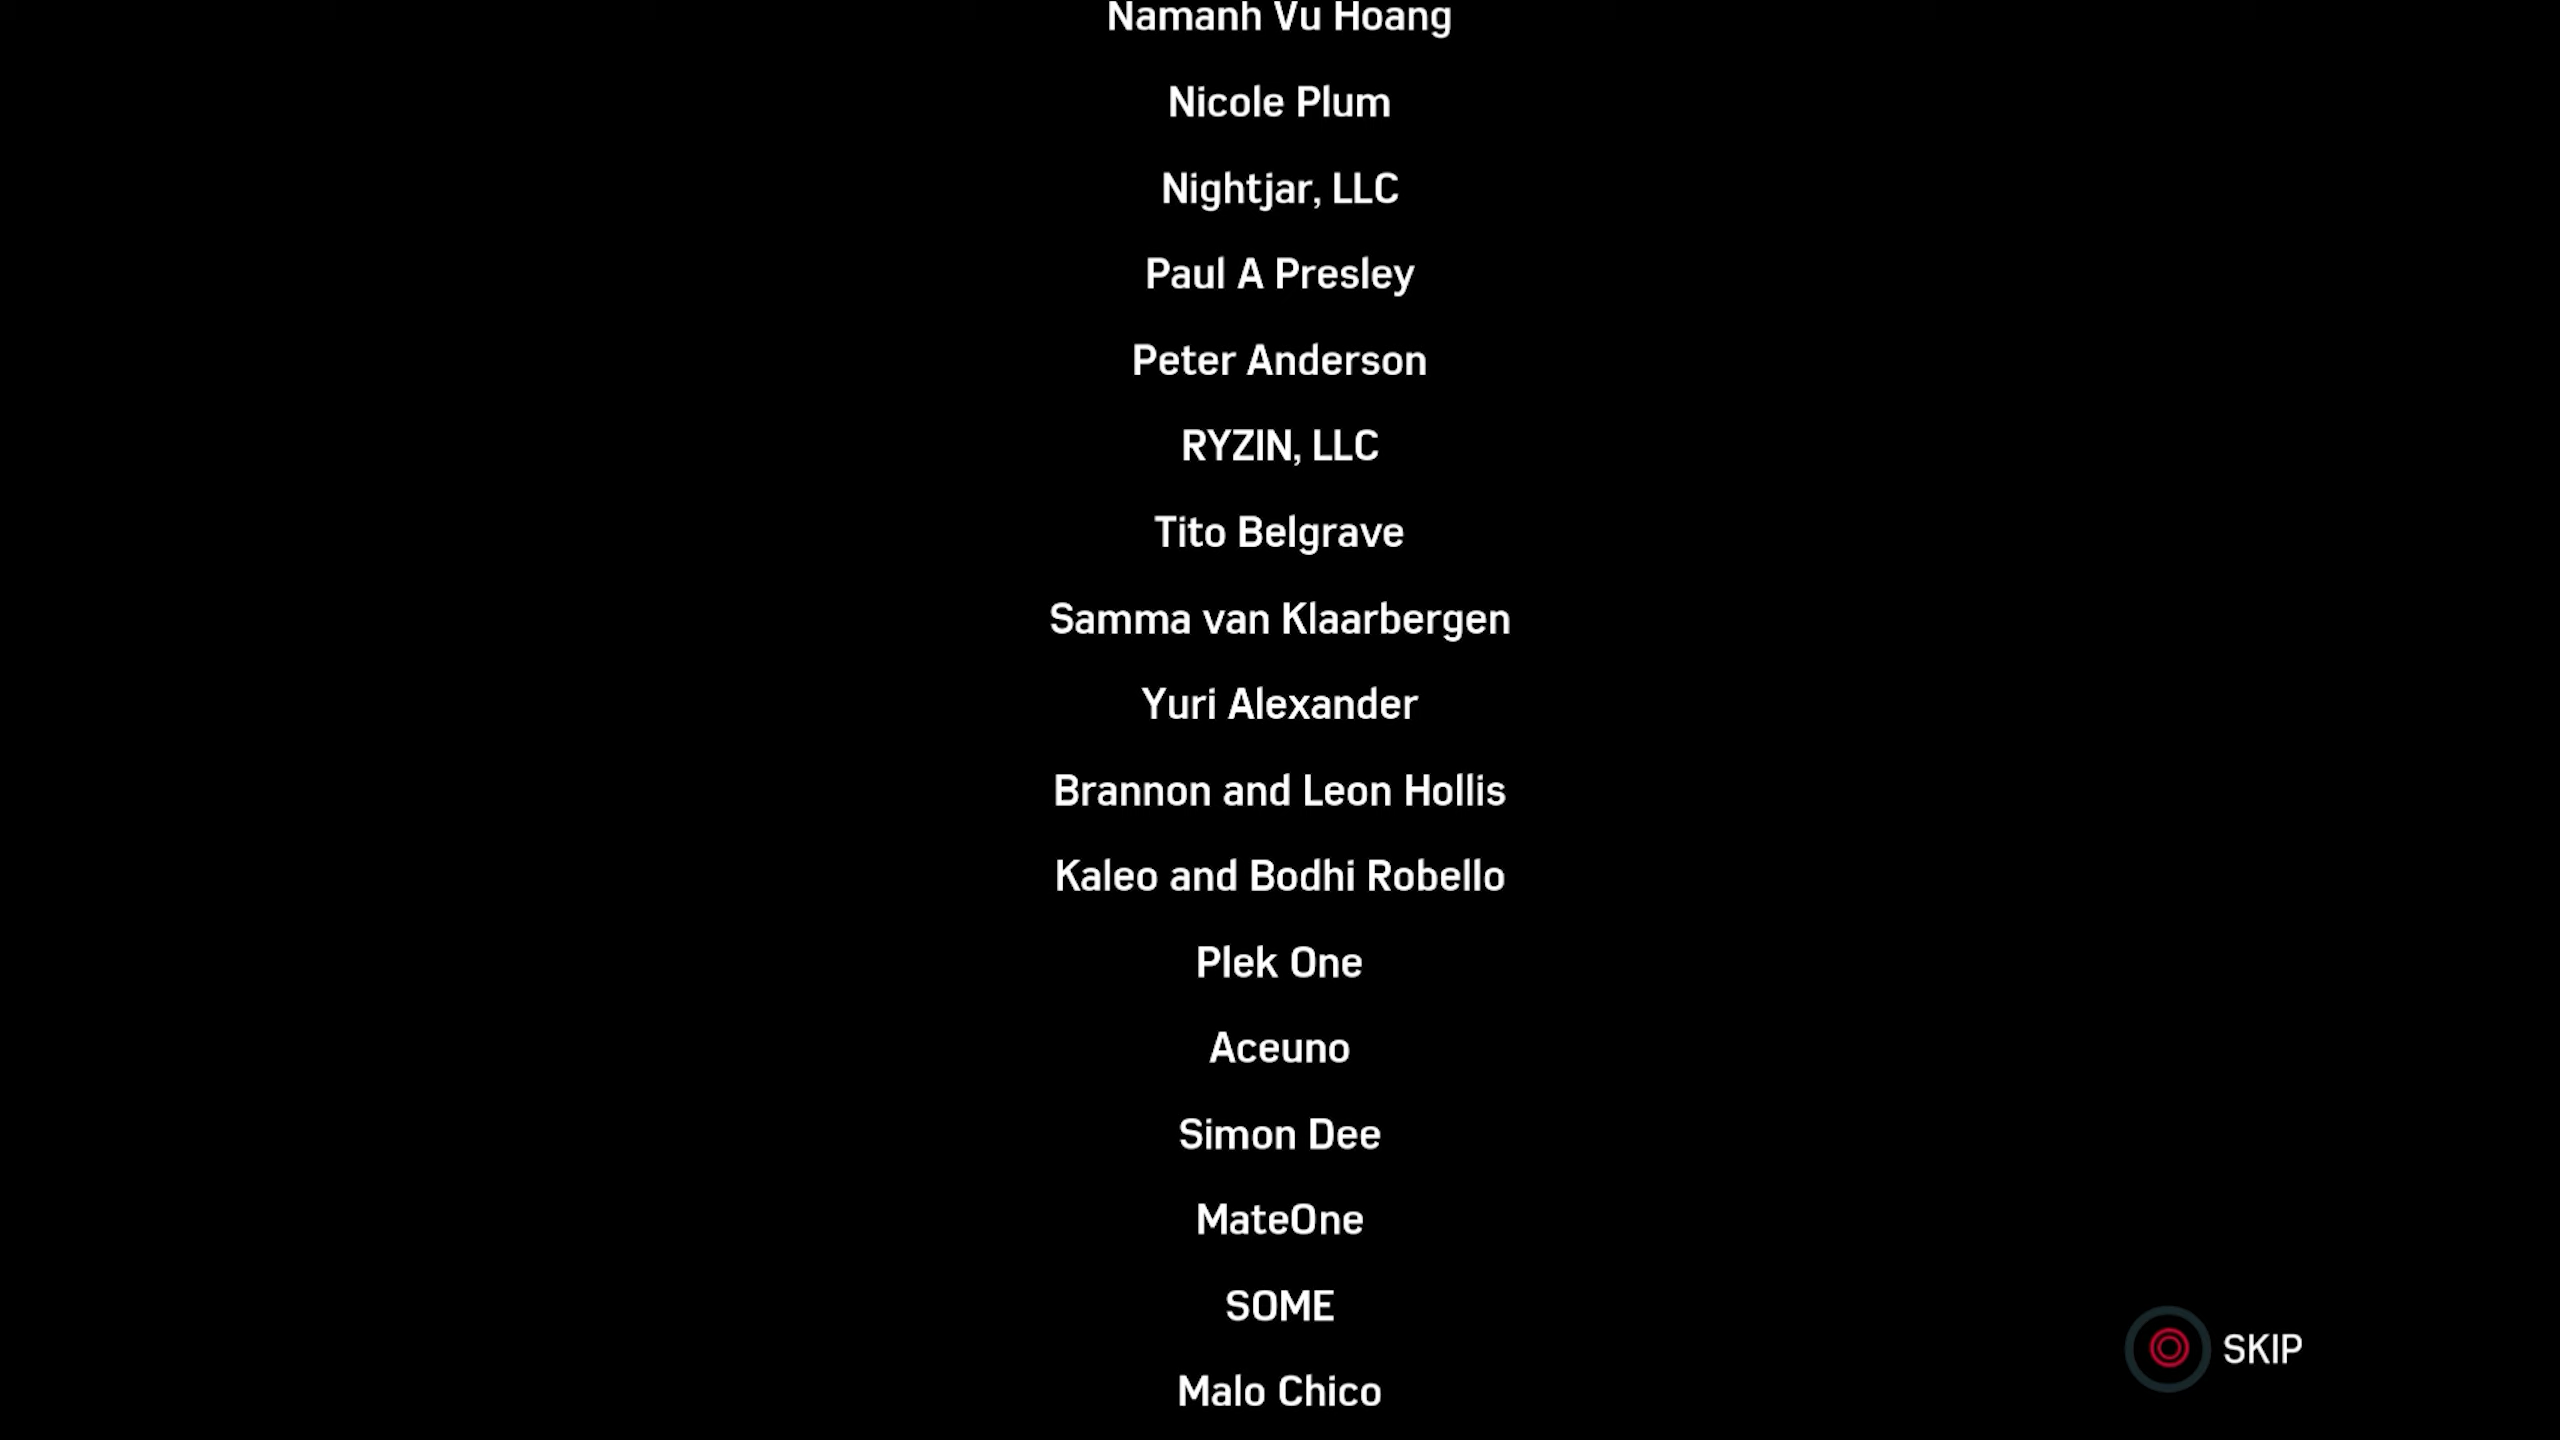 Namanh Vu Hoang
Nicole Plum
Nightjar, LLC
Paul A Presley
Peter Anderson
RYZIN, LLC
Tito Belgrave
Samma van Klaarbergen
Yuri Alexander
Brannon and Leon Hollis
Kaleo and Bodhi Robello
Plek One
Aceuno
Simon Dee
MateOne
SOME
SKIP
Malo Chico